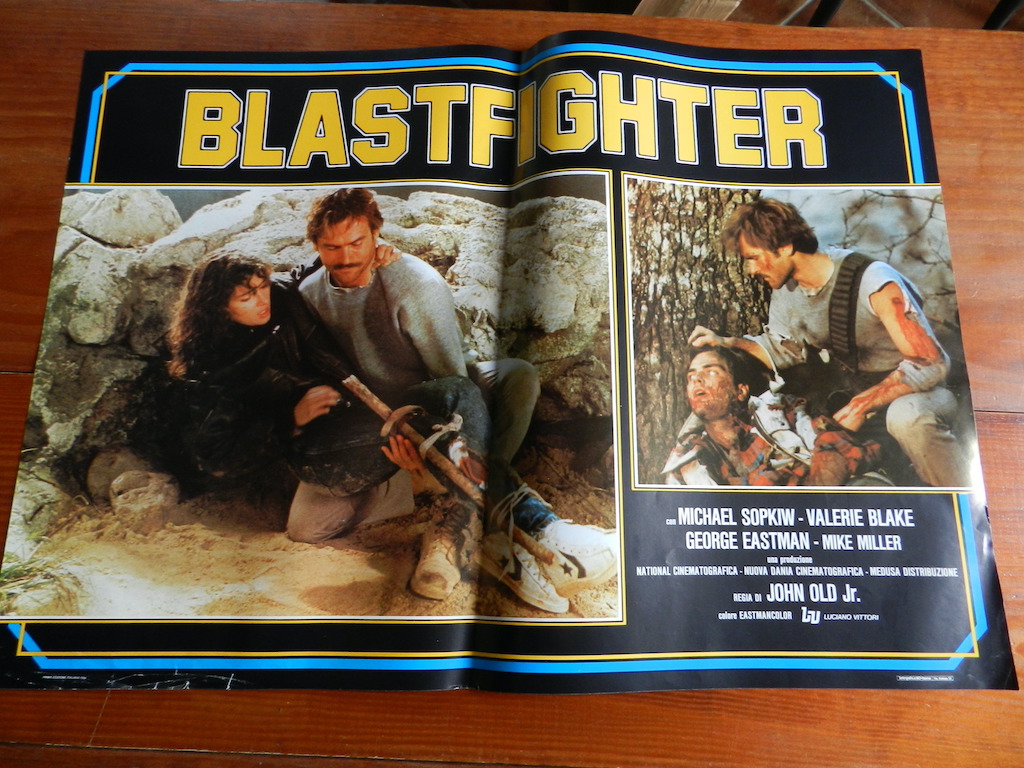 BLASTFIGHTER
con MICHAEL SOPKIW - VALERIE BLAKE
GEORGE EASTMAN - MIKE MILLER
una produzione
NATIONAL CINEMATOGRAFICA - NUOVA DANIA CINEMATOGRAFICA - MEDUSA DISTRIBUZIONE
REGIA DI JOHN OLD Jr.
colore EASTMANCOLOR LV LUCIANO VITTORI